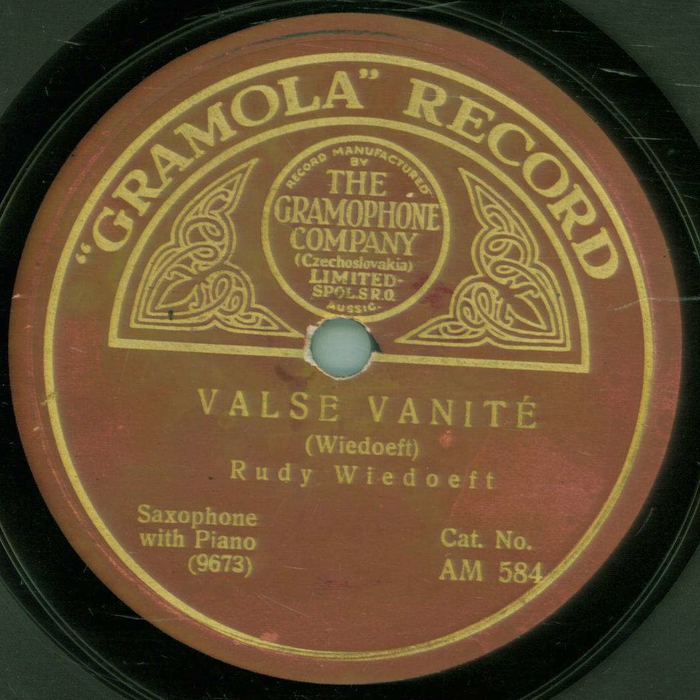 "GRAMOLA" RECORD
RECORD MANUFACTURED
BY
THE
GRAMOPHONE
COMPANY
(Czechoslovakia)
LIMITED-
SPOL.S R.O.
AUSSIG.
VALSE VANITÉ
(Wiedoeft)
Rudy Wiedoeft
Saxophone
with Piano
(9673)
Cat. No.
AM 584